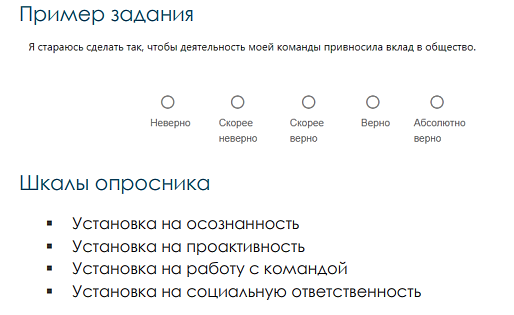 Пример задания
Я стараюсь сделать так, чтобы деятельность моей команды привносила вклад в общество.
Неверно
Скорее неверно
Скорее верно
Верно
Абсолютно верно
Шкалы опросника
▪ Установка на осознанность
▪ Установка на проактивность
▪ Установка на работу с командой
▪ Установка на социальную ответственность